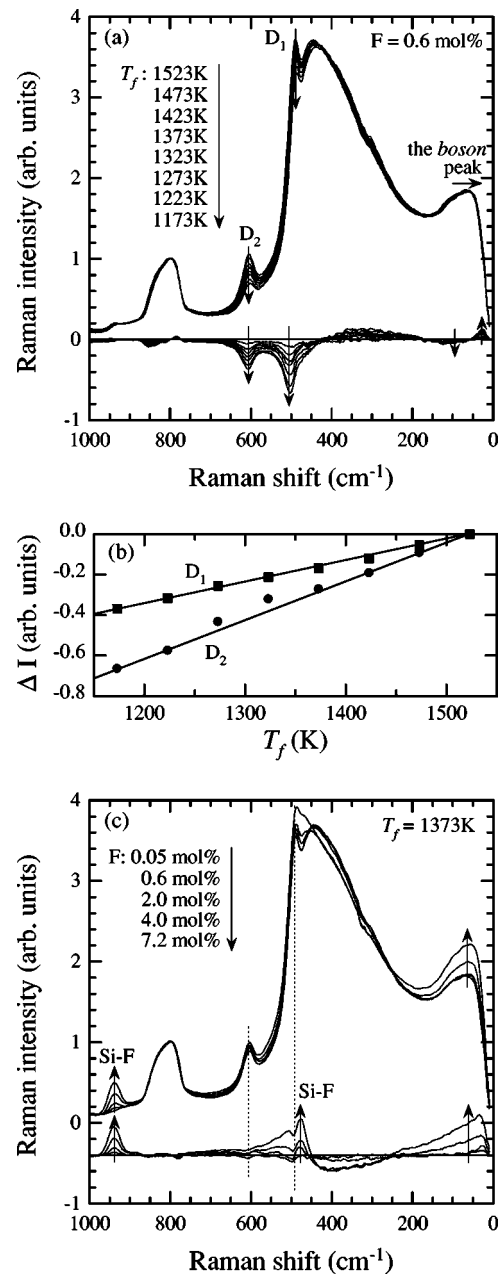 (a)
D1
F = 0.6 mol%
Tf : 1523K
1473K
1423K
1373K
1323K
1273K
1223K
1173K
the boson
peak
D2
Raman intensity (arb. units)
4
3
2
1
0
-1
1000 800 600 400 200 0
Raman shift (cm-1)
(b)
0.0
-0.2
-0.4
-0.6
-0.8
D1
D2
Δ I (arb. units)
1200 1300 1400 1500
Tf (K)
(c)
Tf = 1373K
F: 0.05 mol%
0.6 mol%
2.0 mol%
4.0 mol%
7.2 mol%
Si-F
Si-F
Raman intensity (arb. units)
4
3
2
1
0
-1
1000 800 600 400 200 0
Raman shift (cm-1)